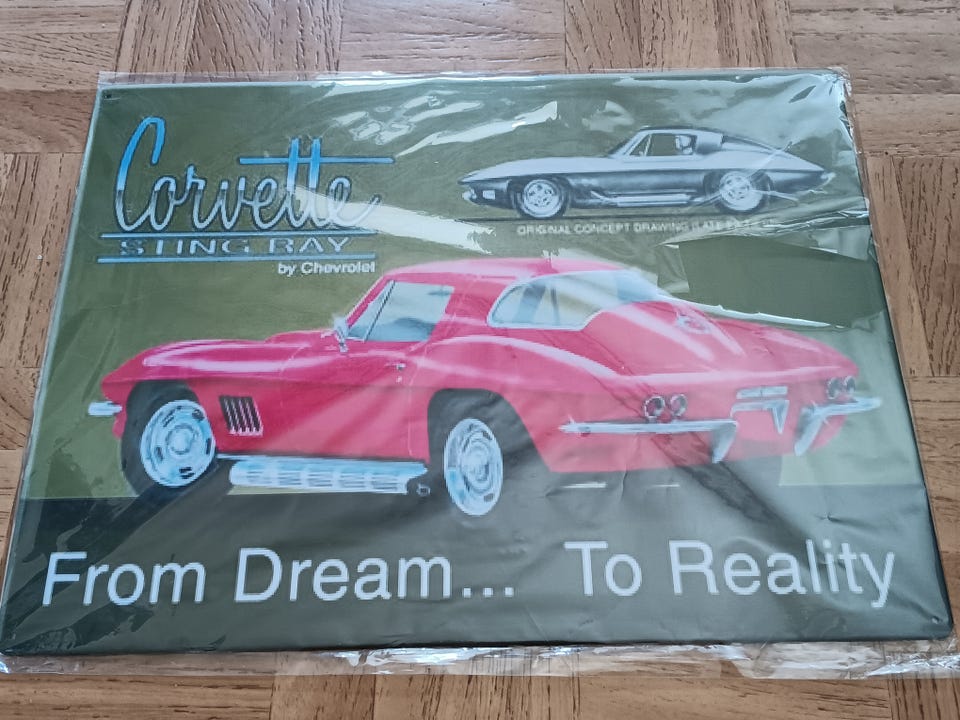 Corvette
STING RAY
by Chevrolet
ORIGINAL CONCEPT DRAWING
From Dream... To Reality